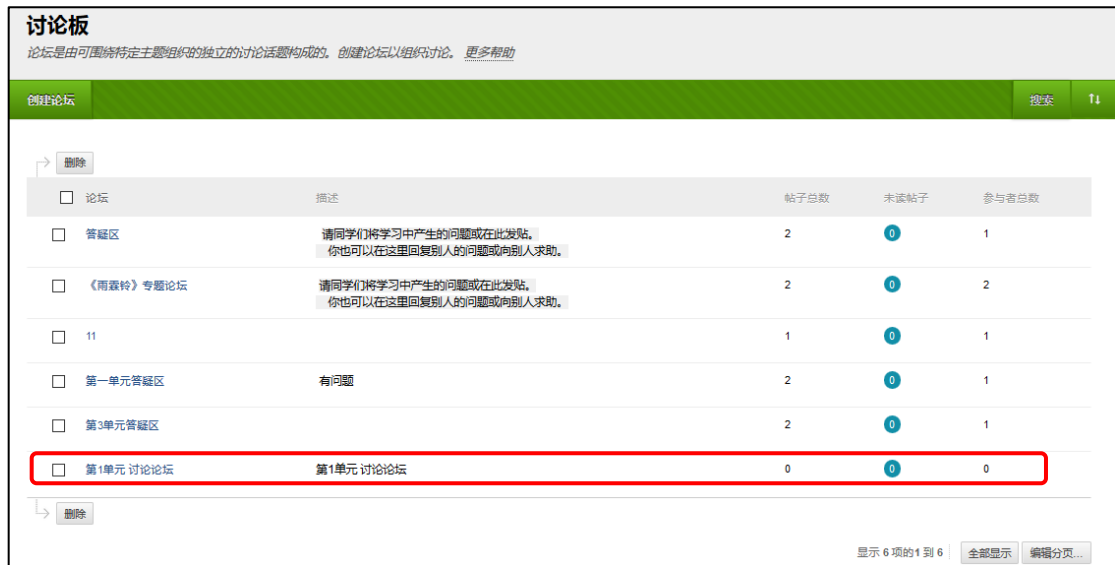 讨论板
论坛是由可围绕特定主题组织的独立的讨论话题构成的。创建论坛以组织讨论。 更多帮助
创建论坛 搜索
删除
论坛 描述 帖子总数 未读帖子 参与者总数
答疑区 请同学们将学习中产生的问题或在此发贴。 2 0 1
你也可以在这里回复别人的问题或向别人求助。
《雨霖铃》专题论坛 请同学们将学习中产生的问题或在此发贴。 2 0 2
你也可以在这里回复别人的问题或向别人求助。
11 1 0 1
第一单元答疑区 有问题 2 0 1
第3单元答疑区 2 0 1
第1单元 讨论论坛 第1单元 讨论论坛 0 0 0
删除
显示 6 项的1 到 6 全部显示 编辑分页...